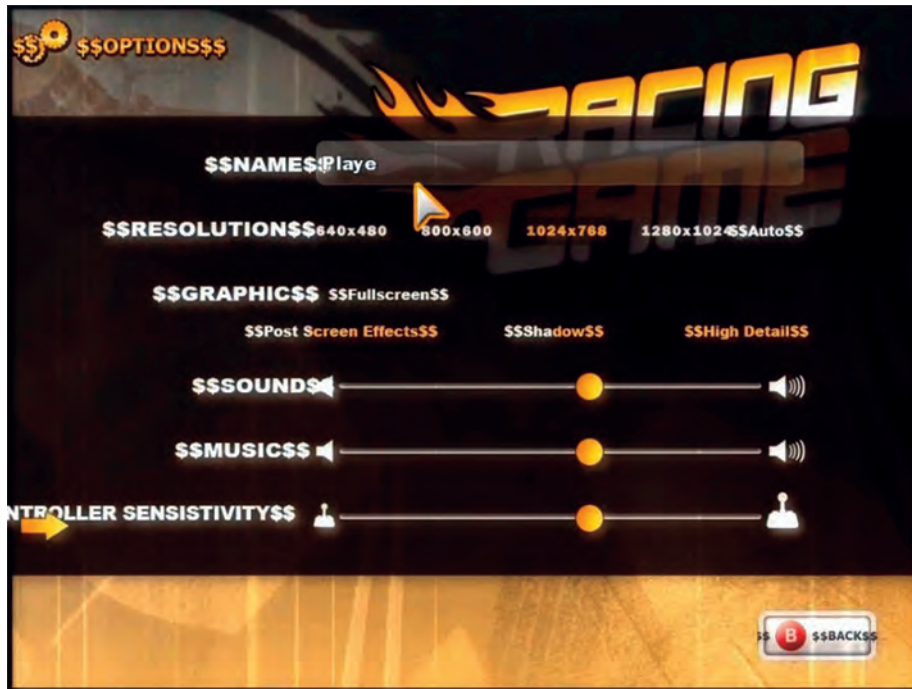 $$ $$OPTIONS$$
RACING
GAME
$$NAME$$ Playe
$$RESOLUTION$$ 640x480 800x600 1024x768 1280x1024 $$Auto$$
$$GRAPHIC$$ $$Fullscreen$$
$$Post Screen Effects$$ $$Shadow$$ $$High Detail$$
$$SOUND$$
$$MUSIC$$
NTROLLER SENSISTIVITY$$
$$ B $$BACK$$